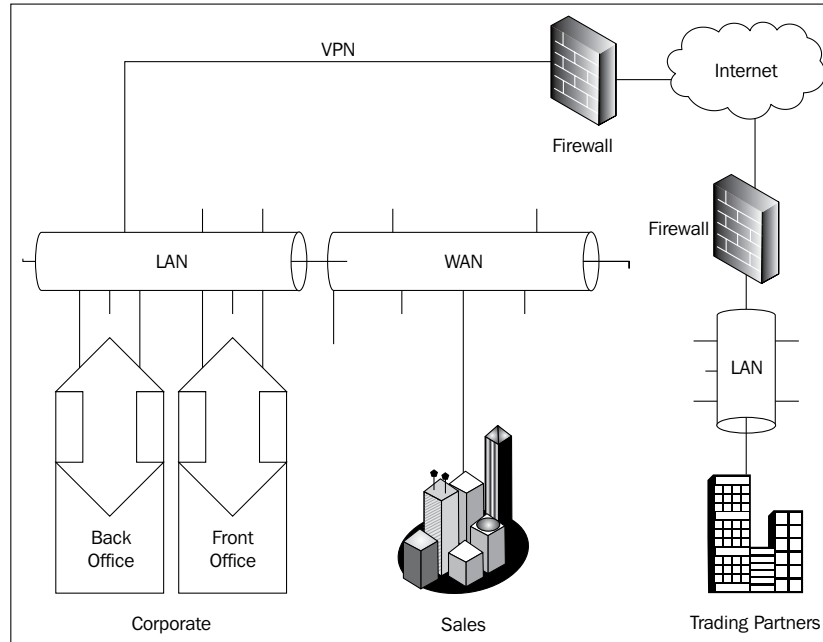 VPN
Internet
Firewall
Firewall
LAN
WAN
LAN
Back
Office
Front
Office
Corporate
Sales
Trading Partners